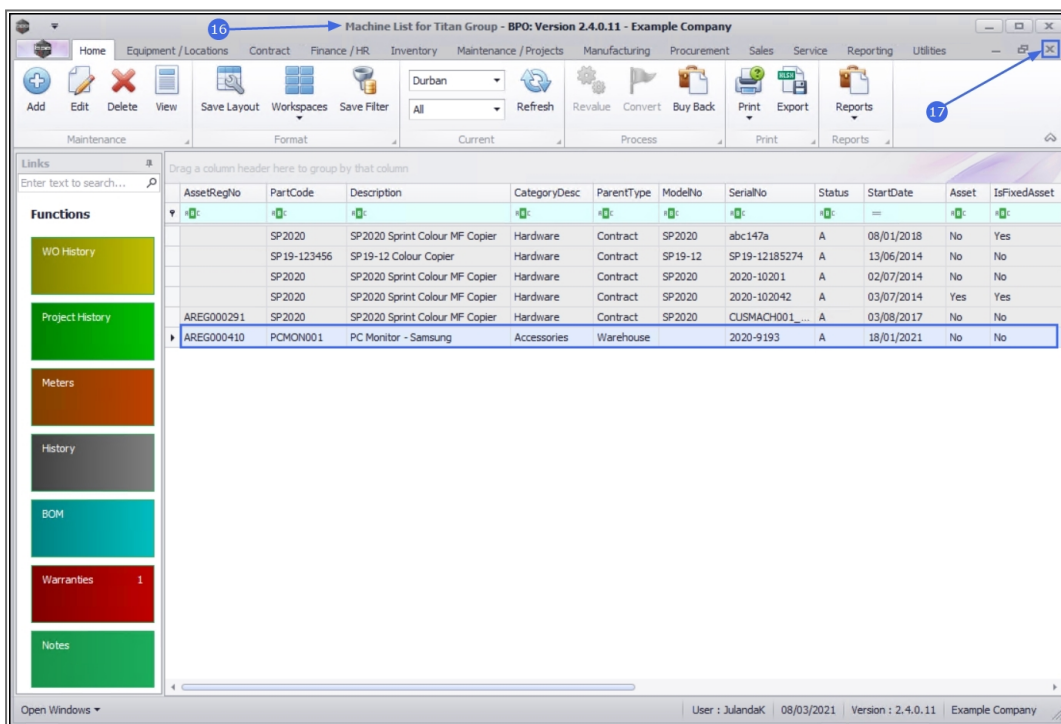 16
Machine List for Titan Group - BPO: Version 2.4.0.11 - Example Company
Home Equipment / Locations Contract Finance / HR Inventory Maintenance / Projects Manufacturing Procurement Sales Service Reporting Utilities
17
Durban
All
Add Edit Delete View Save Layout Workspaces Save Filter Refresh Revalue Convert Buy Back Print Export Reports
Maintenance Format Current Process Print Reports
Links
Enter text to search...
Functions
WO History
Project History
Meters
History
BOM
Warranties 1
Notes
Drag a column header here to group by that column
AssetRegNo PartCode Description CategoryDesc ParentType ModelNo SerialNo Status StartDate Asset IsFixedAsset
SP2020 SP2020 Sprint Colour MF Copier Hardware Contract SP2020 abc147a A 08/01/2018 No Yes
SP19-123456 SP19-12 Colour Copier Hardware Contract SP19-12 SP19-12185274 A 13/06/2014 No No
SP2020 SP2020 Sprint Colour MF Copier Hardware Contract SP2020 2020-10201 A 02/07/2014 No No
SP2020 SP2020 Sprint Colour MF Copier Hardware Contract SP2020 2020-102042 A 03/07/2014 Yes Yes
AREG000291 SP2020 SP2020 Sprint Colour MF Copier Hardware Contract SP2020 CUSMACH001_... A 03/08/2017 No No
AREG000410 PCMON001 PC Monitor - Samsung Accessories Warehouse 2020-9193 A 18/01/2021 No No
Open Windows User : JulandaK 08/03/2021 Version : 2.4.0.11 Example Company